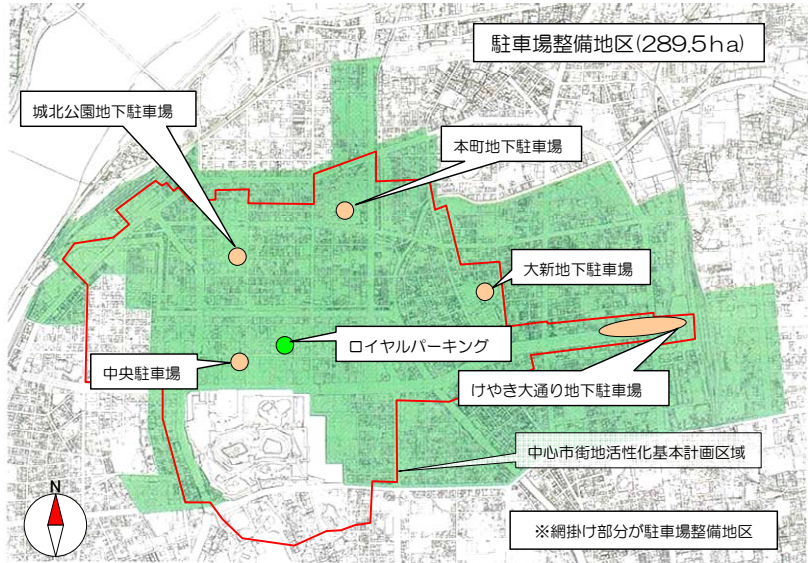 駐車場整備地区(289.5ha)
城北公園地下駐車場
本町地下駐車場
大新地下駐車場
ロイヤルパーキング
中央駐車場
けやき大通り地下駐車場
中心市街地活性化基本計画区域
N
※網掛け部分が駐車場整備地区